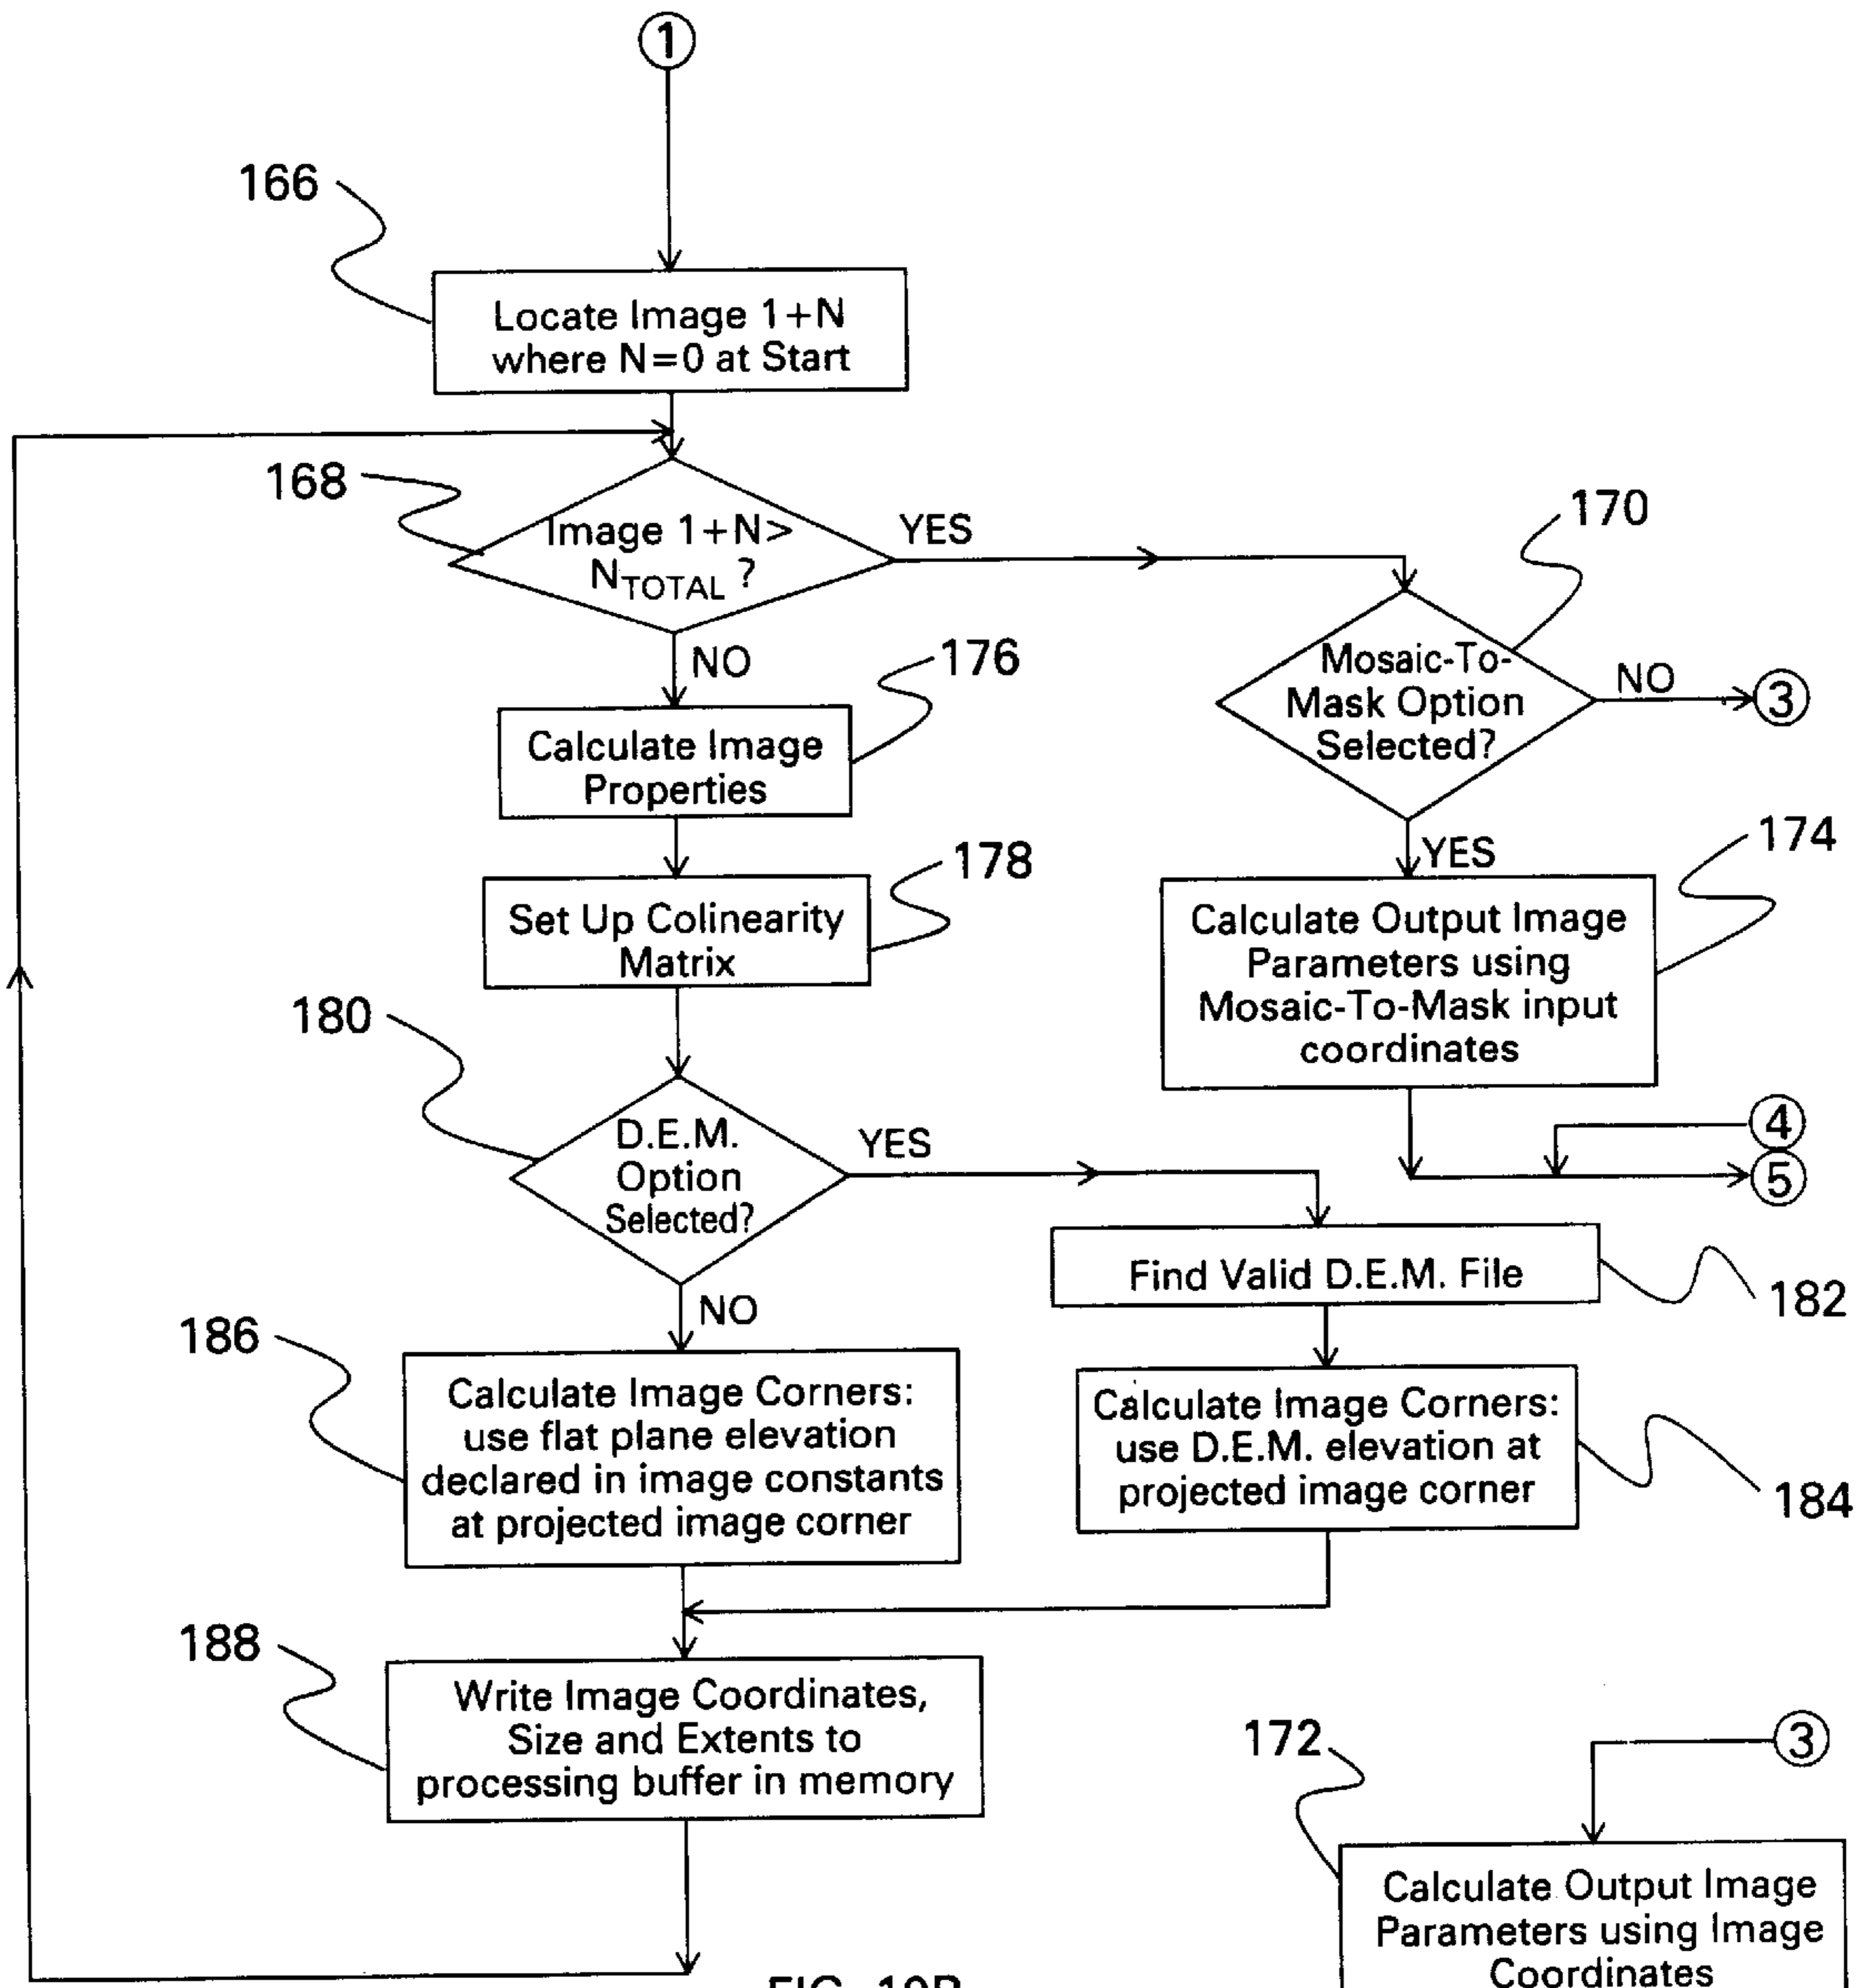 1
166
Locate Image 1+N
where N=0 at Start
168
Image 1+N>
NTOTAL ?
YES
NO
170
Mosaic-To-
Mask Option
Selected?
NO
3
YES
176
Calculate Image
Properties
174
Calculate Output Image
Parameters using
Mosaic-To-Mask input
coordinates
178
Set Up Colinearity
Matrix
4
5
180
D.E.M.
Option
Selected?
YES
NO
Find Valid D.E.M. File
182
186
Calculate Image Corners:
use flat plane elevation
declared in image constants
at projected image corner
Calculate Image Corners:
use D.E.M. elevation at
projected image corner
184
188
Write Image Coordinates,
Size and Extents to
processing buffer in memory
172
3
Calculate Output Image
Parameters using Image
Coordinates